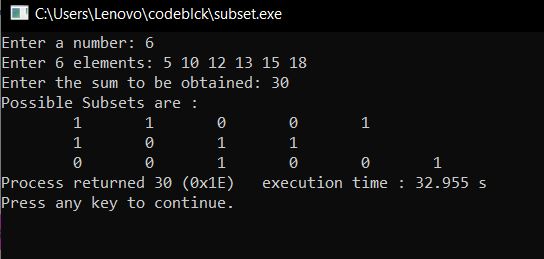 C:\Users\Lenovo\codeblck\subset.exe
Enter a number: 6
Enter 6 elements: 5 10 12 13 15 18
Enter the sum to be obtained: 30
Possible Subsets are :
1 1 0 0 1
1 0 1 1
0 0 1 0 0 1
Process returned 30 (0x1E) execution time : 32.955 s
Press any key to continue.